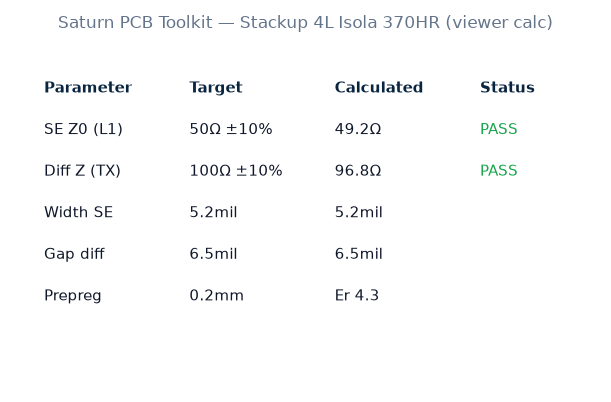 Saturn PCB Toolkit — Stackup 4L Isola 370HR (viewer calc)
Parameter Target Calculated Status
SE Z0 (L1) 50Ω ±10% 49.2Ω PASS
Diff Z (TX) 100Ω ±10% 96.8Ω PASS
Width SE 5.2mil 5.2mil
Gap diff 6.5mil 6.5mil
Prepreg 0.2mm Er 4.3